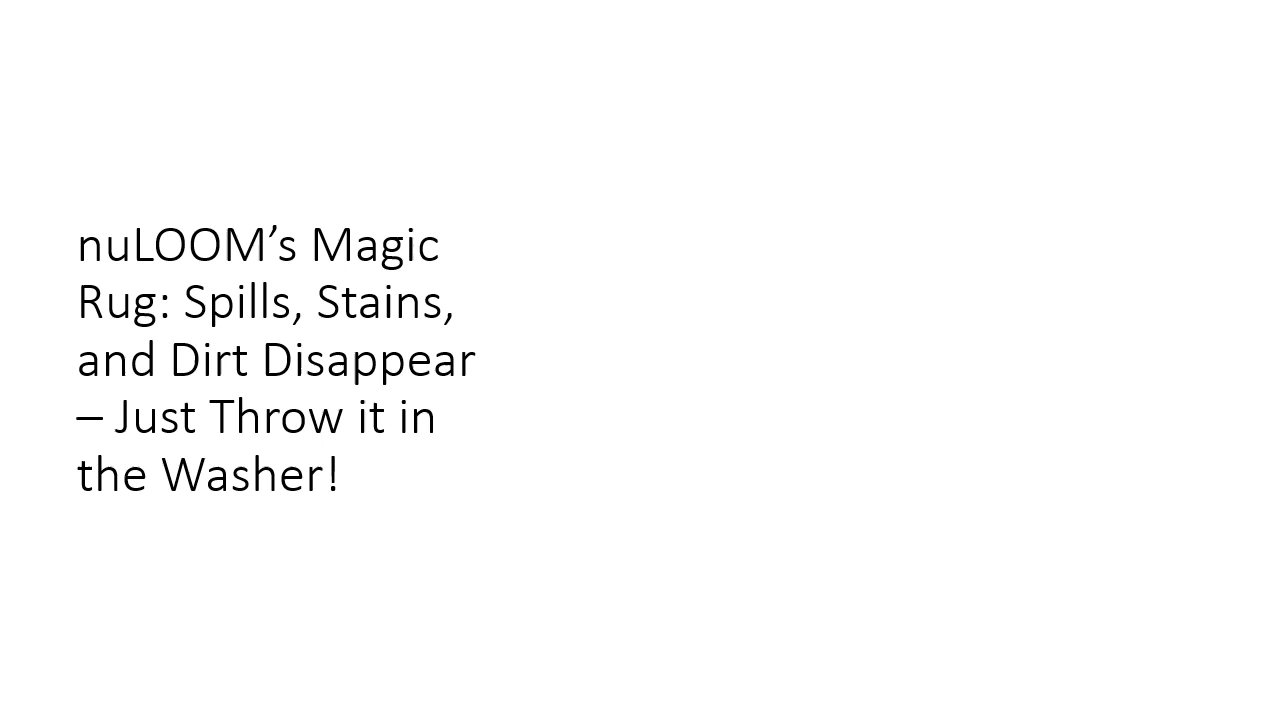 nuLOOM’s Magic
Rug: Spills, Stains,
and Dirt Disappear
– Just Throw it in
the Washer!